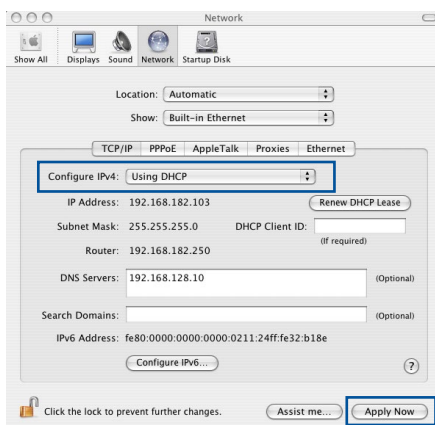 Network
Show All Displays Sound Network Startup Disk
Location: Automatic
Show: Built-in Ethernet
TCP/IP PPPoE AppleTalk Proxies Ethernet
Configure IPv4: Using DHCP
IP Address: 192.168.182.103 Renew DHCP Lease
Subnet Mask: 255.255.255.0 DHCP Client ID:
(If required)
Router: 192.168.182.250
DNS Servers: 192.168.128.10 (Optional)
Search Domains: (Optional)
IPv6 Address: fe80:0000:0000:0000:0211:24ff:fe32:b18e
Configure IPv6... ?
Click the lock to prevent further changes. Assist me... Apply Now